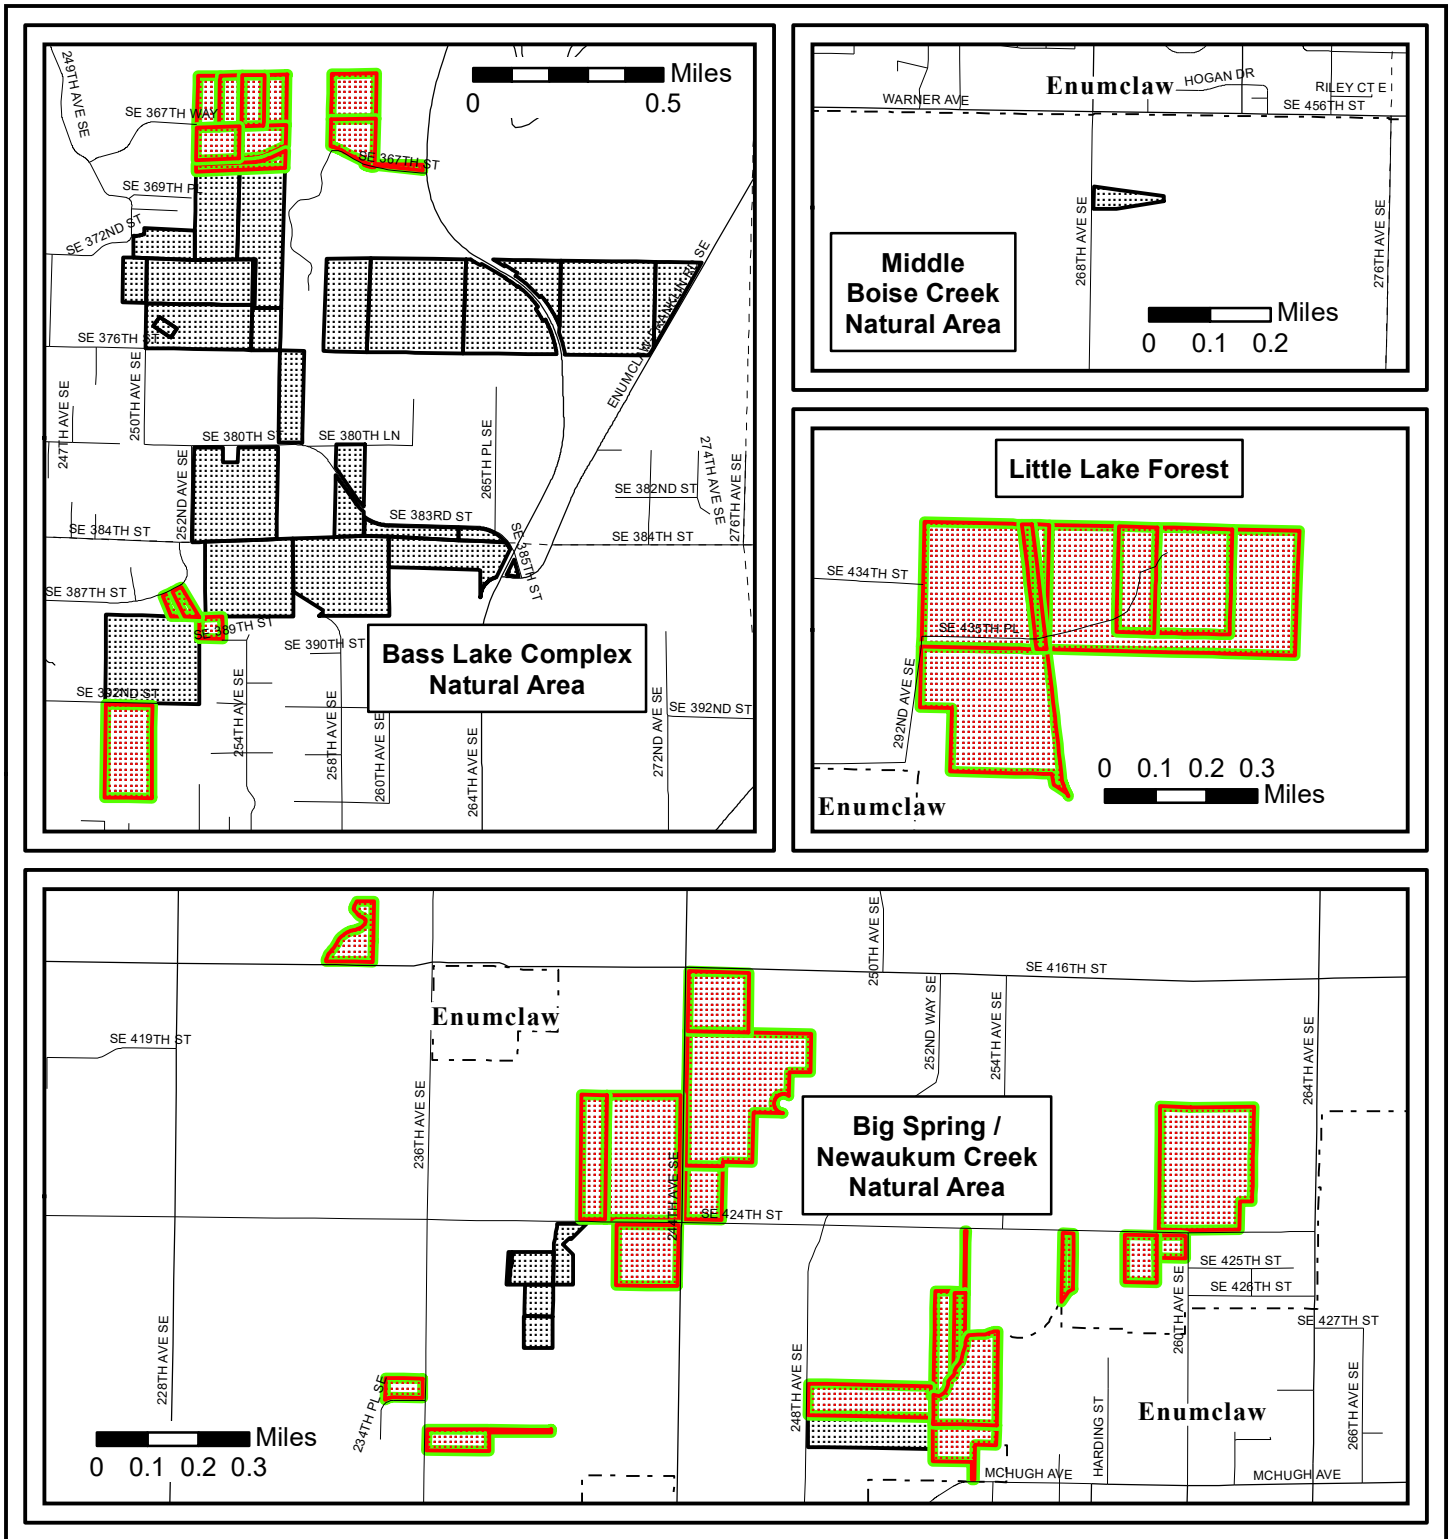 249TH AVE SE
Miles
0 0.5
SE 367TH WAY
SE 367TH ST
SE 369TH PL
SE 372ND ST
ENUMCLAW FRANKLIN RD SE
SE 376TH ST
247TH AVE SE
250TH AVE SE
252ND AVE SE
SE 380TH ST
SE 380TH LN
265TH PL SE
SE 382ND ST
274TH AVE SE
276TH AVE SE
SE 383RD ST
SE 384TH ST
SE 384TH ST
SE 385TH ST
SE 387TH ST
SE 389TH ST
SE 390TH ST
Bass Lake Complex
Natural Area
SE 392ND ST
SE 392ND ST
254TH AVE SE
258TH AVE SE
260TH AVE SE
264TH AVE SE
272ND AVE SE
Enumclaw
HOGAN DR
RILEY CT E
WARNER AVE
SE 456TH ST
268TH AVE SE
276TH AVE SE
Middle
Boise Creek
Natural Area
Miles
0 0.1 0.2
Little Lake Forest
SE 434TH ST
SE 435TH PL
292ND AVE SE
0 0.1 0.2 0.3
Miles
Enumclaw
250TH AVE SE
SE 416TH ST
Enumclaw
SE 419TH ST
252ND WAY SE
254TH AVE SE
264TH AVE SE
236TH AVE SE
Big Spring /
Newaukum Creek
Natural Area
244TH AVE SE
SE 424TH ST
SE 425TH ST
SE 426TH ST
SE 427TH ST
260TH AVE SE
228TH AVE SE
234TH PL SE
248TH AVE SE
HARDING ST
Enumclaw
266TH AVE SE
Miles
0 0.1 0.2 0.3
MCHUGH AVE
MCHUGH AVE